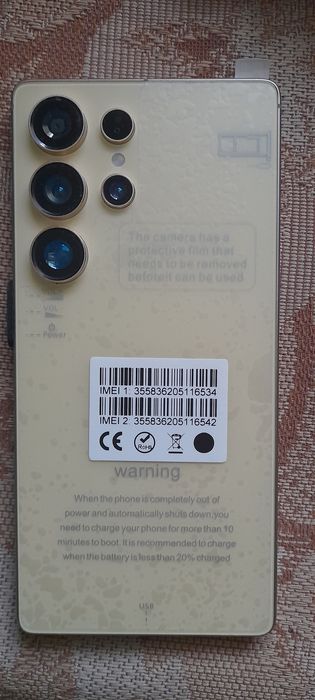 The camera has a
protective film that
needs to be removed
beforeit can be used
VOL
Power
IMEI 1: 355836205116534
IMEI 2: 355836205116542
CE
RoHS
warning
When the phone is completely out of
power and automatically shuts down,you
need to charge your phone for more than 10
minutes to boot. It is recommended to charge
when the battery is less than 20% charged
USB